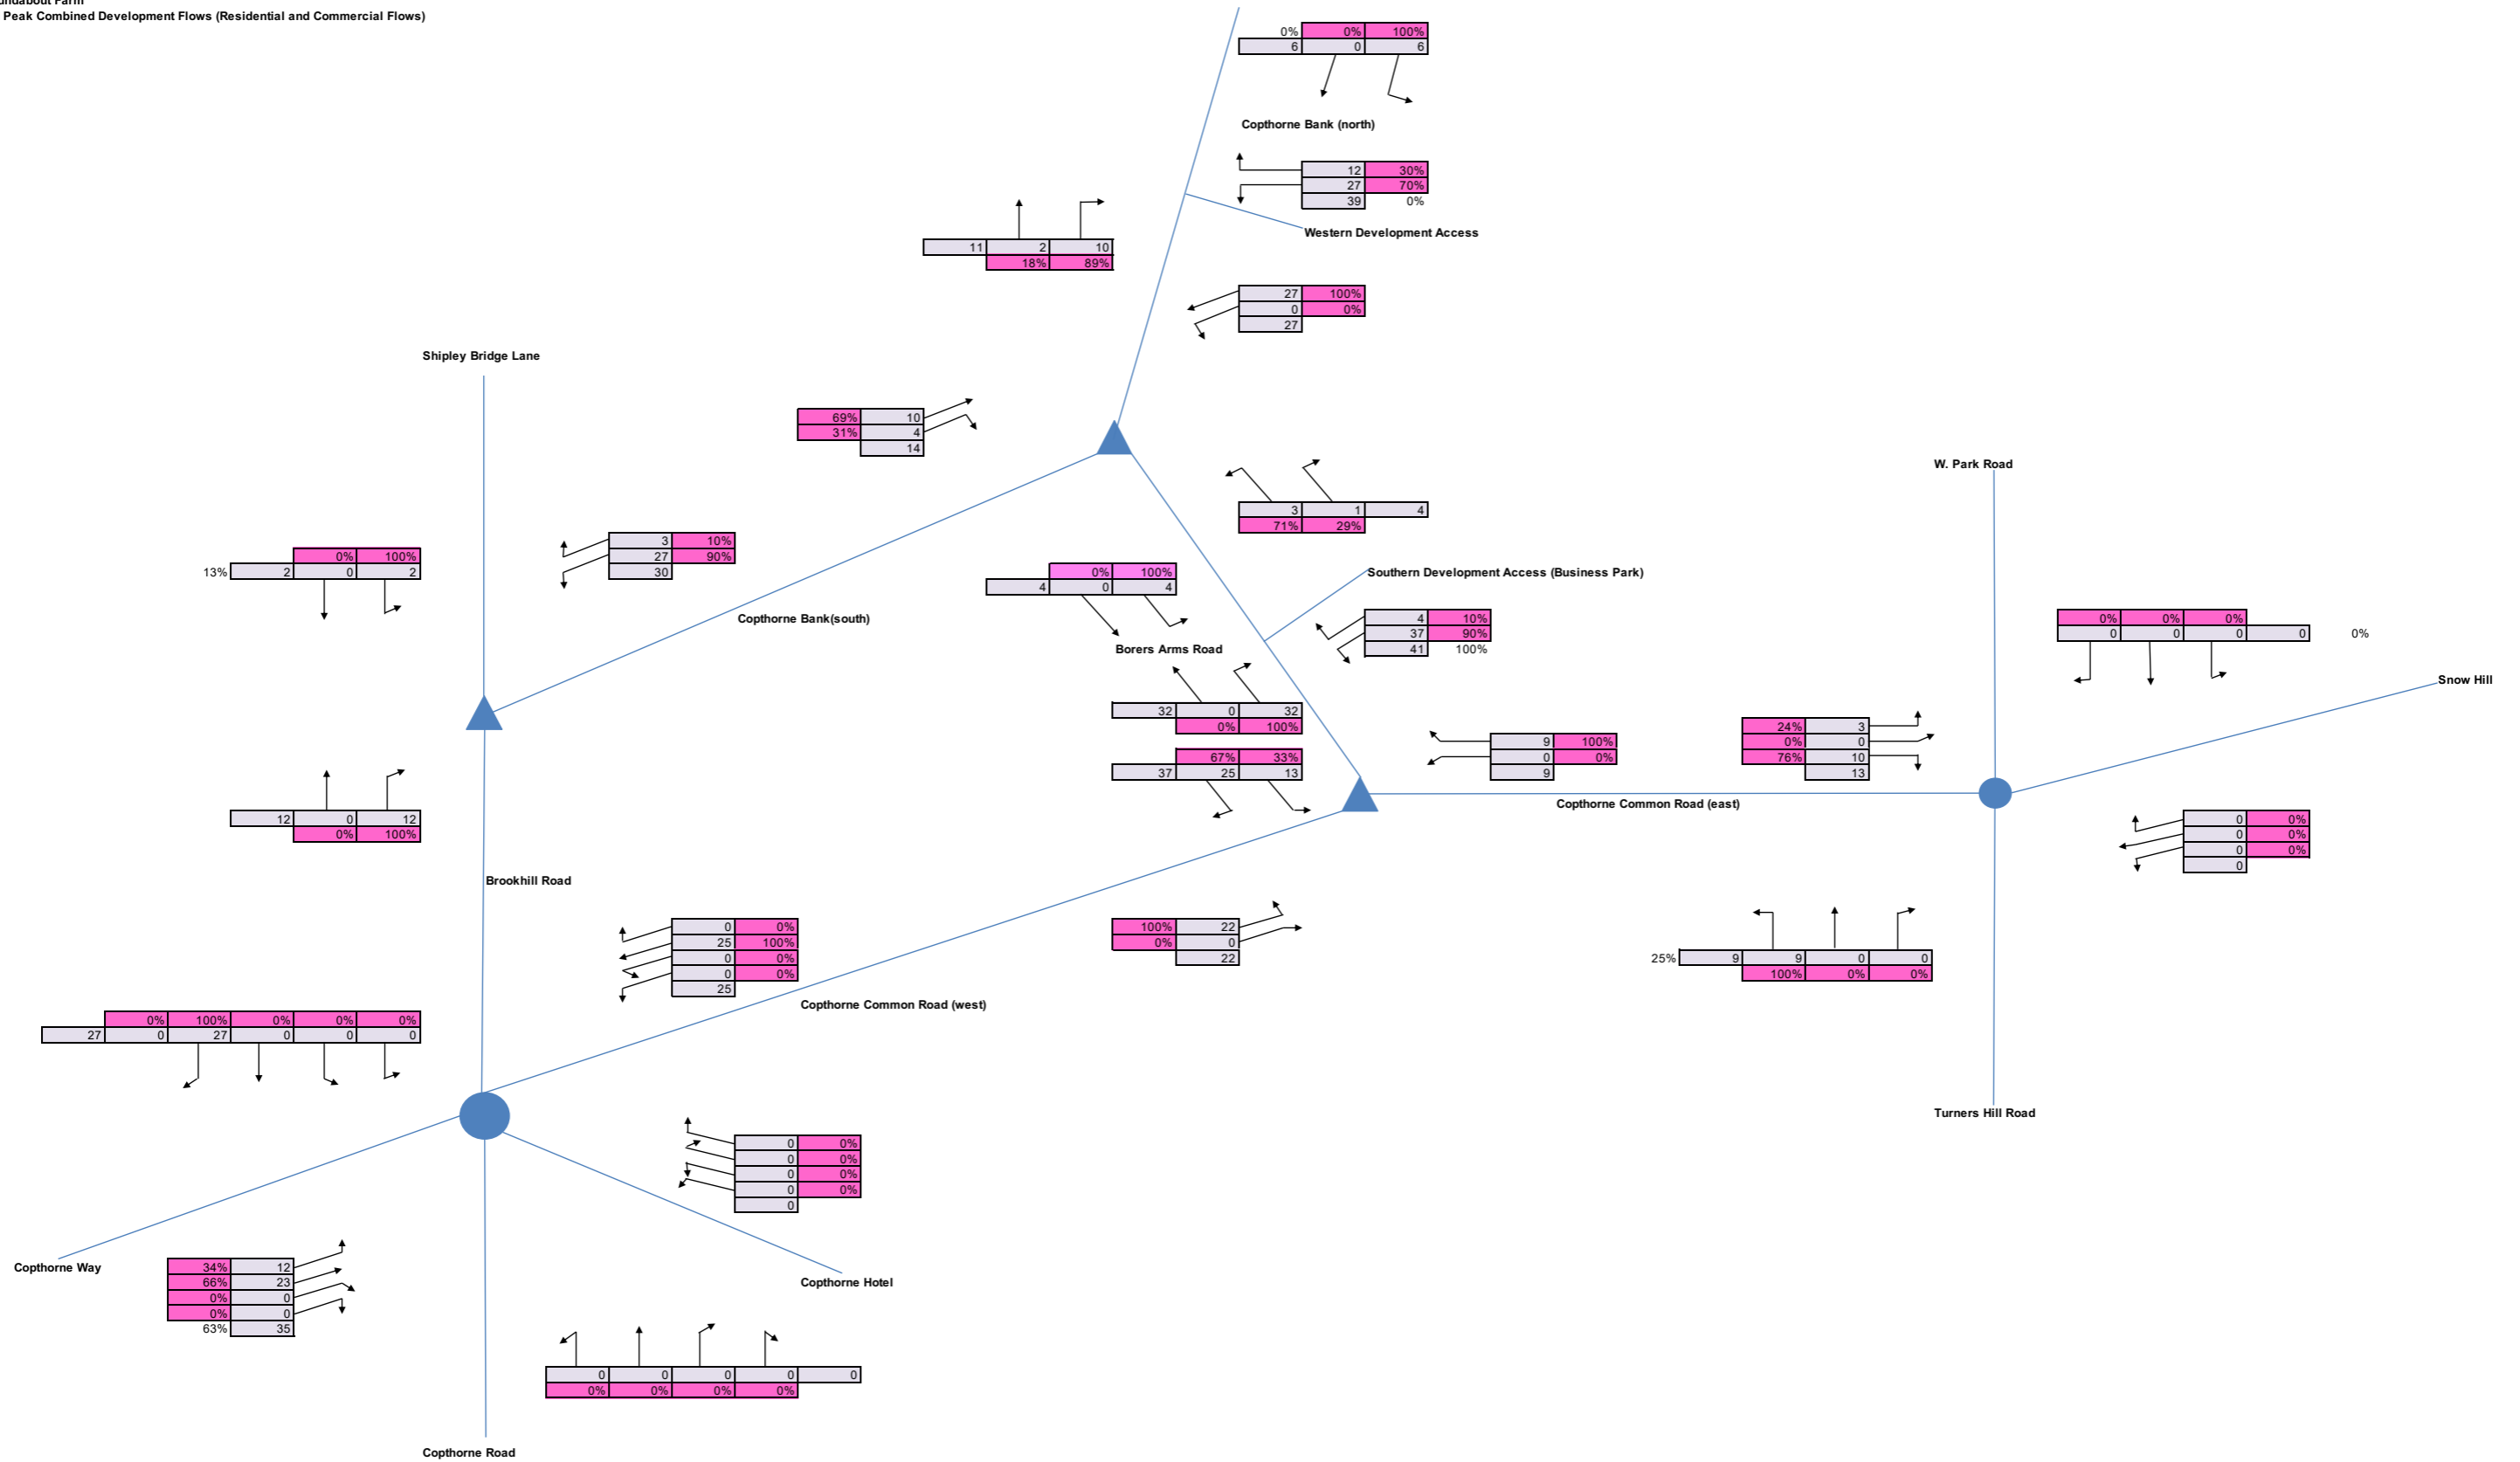 Peak Combined Development Flows (Residential and Commercial Flows)
0% 0% 100%
6 0 6
Copthorne Bank (north)
12 30%
27 70%
39 0%
Western Development Access
11 2 10
18% 89%
27 100%
0 0%
27
Shipley Bridge Lane
69% 10
31% 4
14
W. Park Road
3 1 4
71% 29%
0% 100%
13% 2 0 2
3 10%
27 90%
30
Copthorne Bank(south)
0% 100%
4 0 4
Borers Arms Road
Southern Development Access (Business Park)
4 10%
37 90%
41 100%
0% 0% 0%
0 0 0 0 0%
Snow Hill
32 0 32
0% 100%
67% 33%
37 25 13
9 100%
0 0%
9
24% 3
0% 0
76% 10
13
Copthorne Common Road (east)
12 0 12
0% 100%
0 0%
0 0%
0 0%
0
Brookhill Road
0 0%
25 100%
0 0%
0 0%
25
100% 22
0% 0
22
25% 9 9 0 0
100% 0% 0%
Copthorne Common Road (west)
0% 100% 0% 0% 0%
27 0 27 0 0 0
Turners Hill Road
0 0%
0 0%
0 0%
0 0%
0
Copthorne Way
34% 12
66% 23
0% 0
0% 0
63% 35
Copthorne Hotel
0 0 0 0 0
0% 0% 0% 0%
Copthorne Road